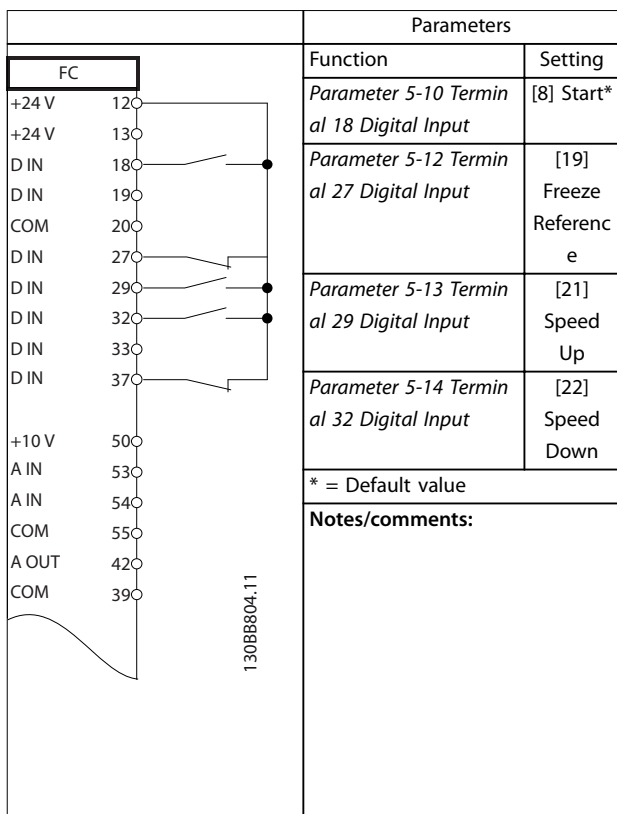 Parameters
Function Setting
FC
+24 V 12
+24 V 13
D IN 18
D IN 19
COM 20
D IN 27
D IN 29
D IN 32
D IN 33
D IN 37
+10 V 50
A IN 53
A IN 54
COM 55
A OUT 42
COM 39
130BB804.11
Parameter 5-10 Termin
al 18 Digital Input
[8] Start*
Parameter 5-12 Termin
al 27 Digital Input
[19]
Freeze
Referenc
e
Parameter 5-13 Termin
al 29 Digital Input
[21]
Speed
Up
Parameter 5-14 Termin
al 32 Digital Input
[22]
Speed
Down
* = Default value
Notes/comments: